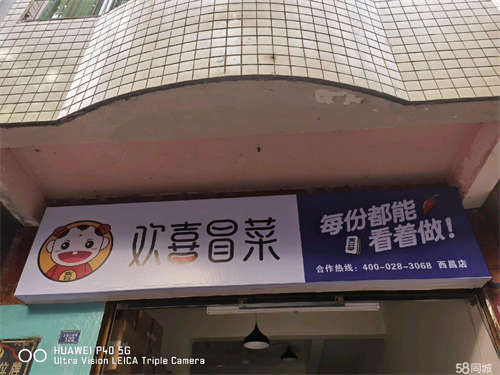 欢喜冒菜
每份都能
看着做!
合作热线：400-028-3068 西昌店
HUAWEI P40 5G
Ultra Vision LEICA Triple Camera
58同城